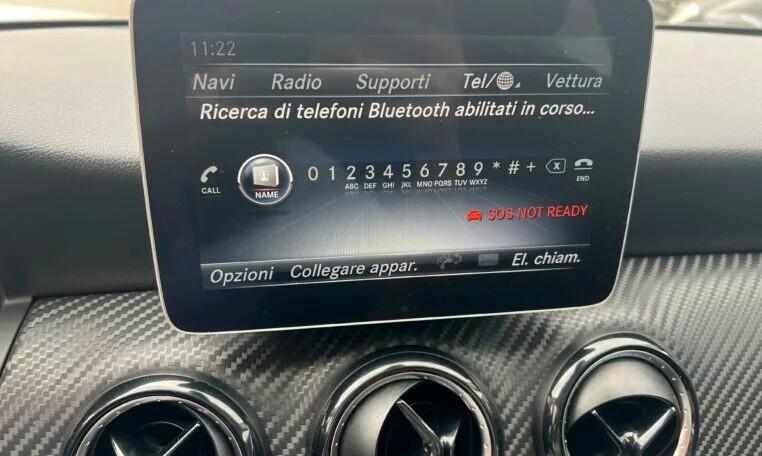 11:22
Navi Radio Supporti Tel/ Vettura
Ricerca di telefoni Bluetooth abilitati in corso...
CALL NAME 0 1 2 3 4 5 6 7 8 9 * # + END
ABC DEF GHI JKL MNO PQRS TUV WXYZ
SOS NOT READY
Opzioni Collegare appar. El. chiam.